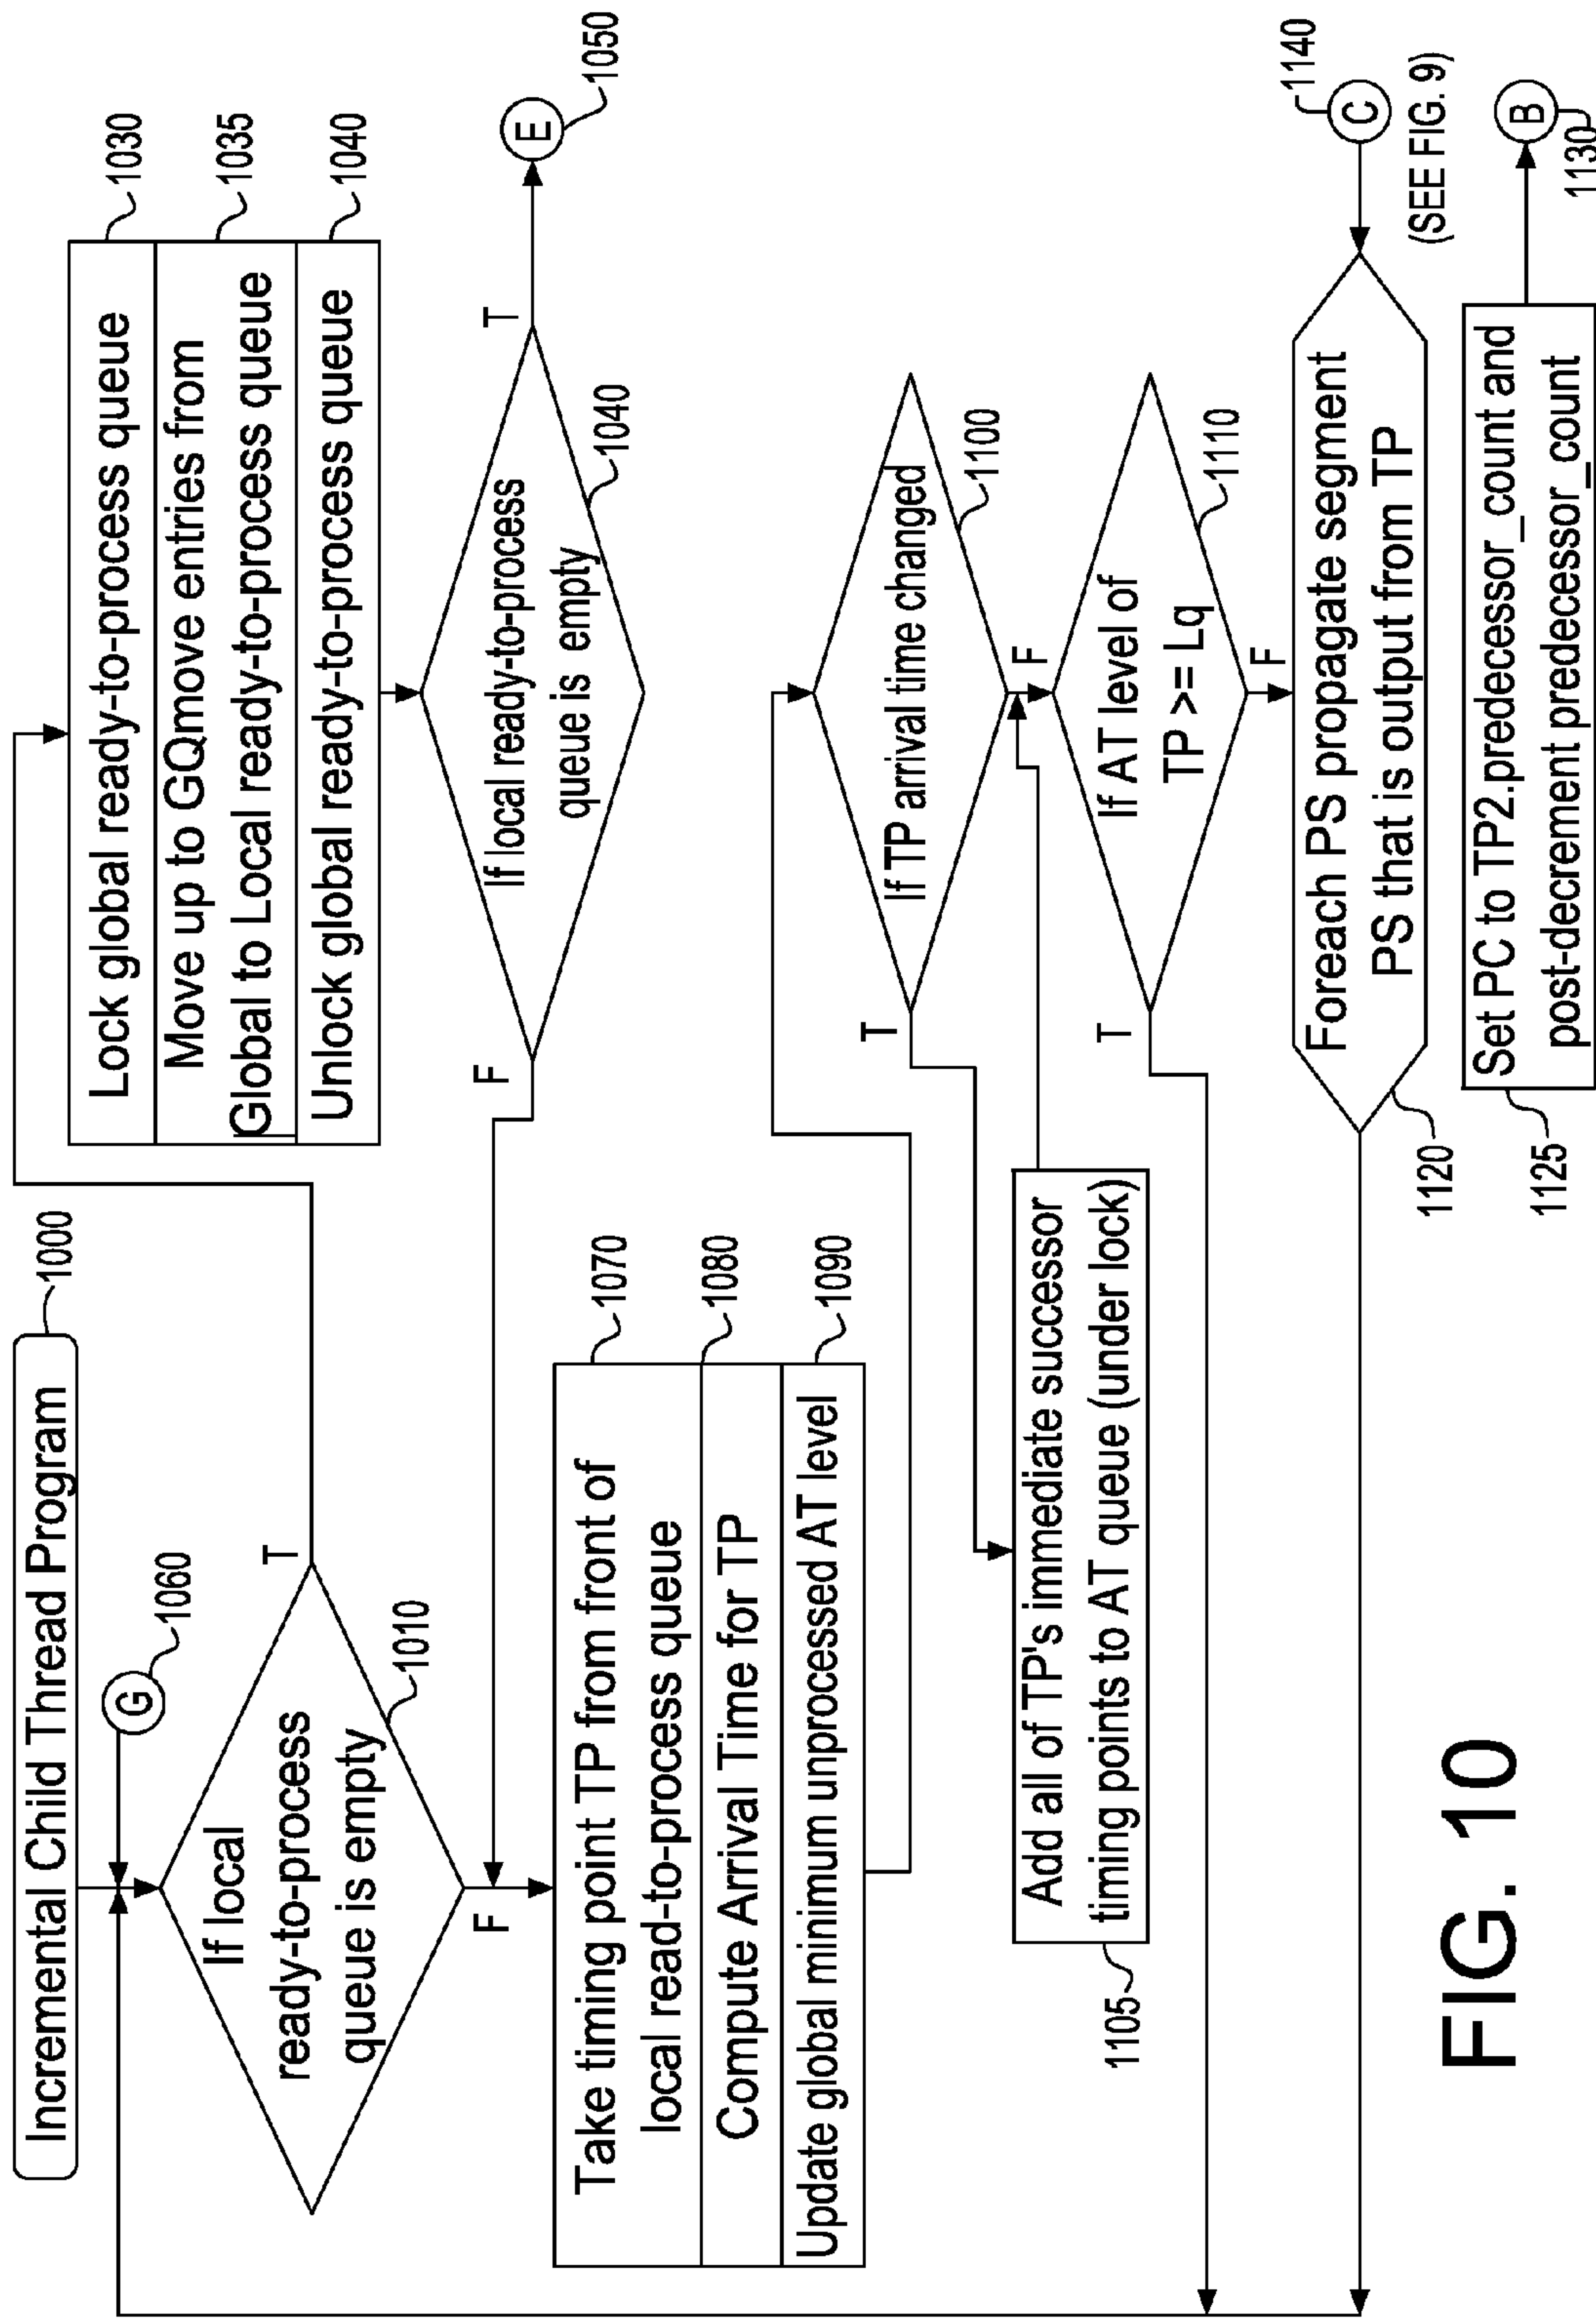 Incremental Child Thread Program
1000
G
1060
If local
ready-to-process
queue is empty
1010
T
F
Lock global ready-to-process queue
1030
Move up to GQmove entries from
Global to Local ready-to-process queue
1035
Unlock global ready-to-process queue
1040
If local ready-to-process
queue is empty
1040
T
F
E
1050
Take timing point TP from front of
local read-to-process queue
1070
Compute Arrival Time for TP
1080
Update global minimum unprocessed AT level
1090
If TP arrival time changed
1100
T
F
Add all of TP's immediate successor
timing points to AT queue (under lock)
1105
If AT level of
TP >= Lq
1110
T
F
Foreach PS propagate segment
PS that is output from TP
1120
C
1140
(SEE FIG. 9)
Set PC to TP2.predecessor_count and
post-decrement predecessor_count
1125
B
1130
FIG. 10